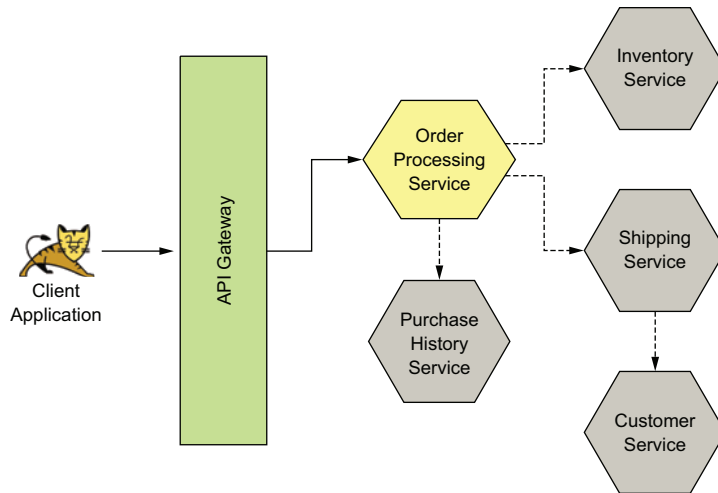 Client
Application
API Gateway
Order
Processing
Service
Purchase
History
Service
Inventory
Service
Shipping
Service
Customer
Service